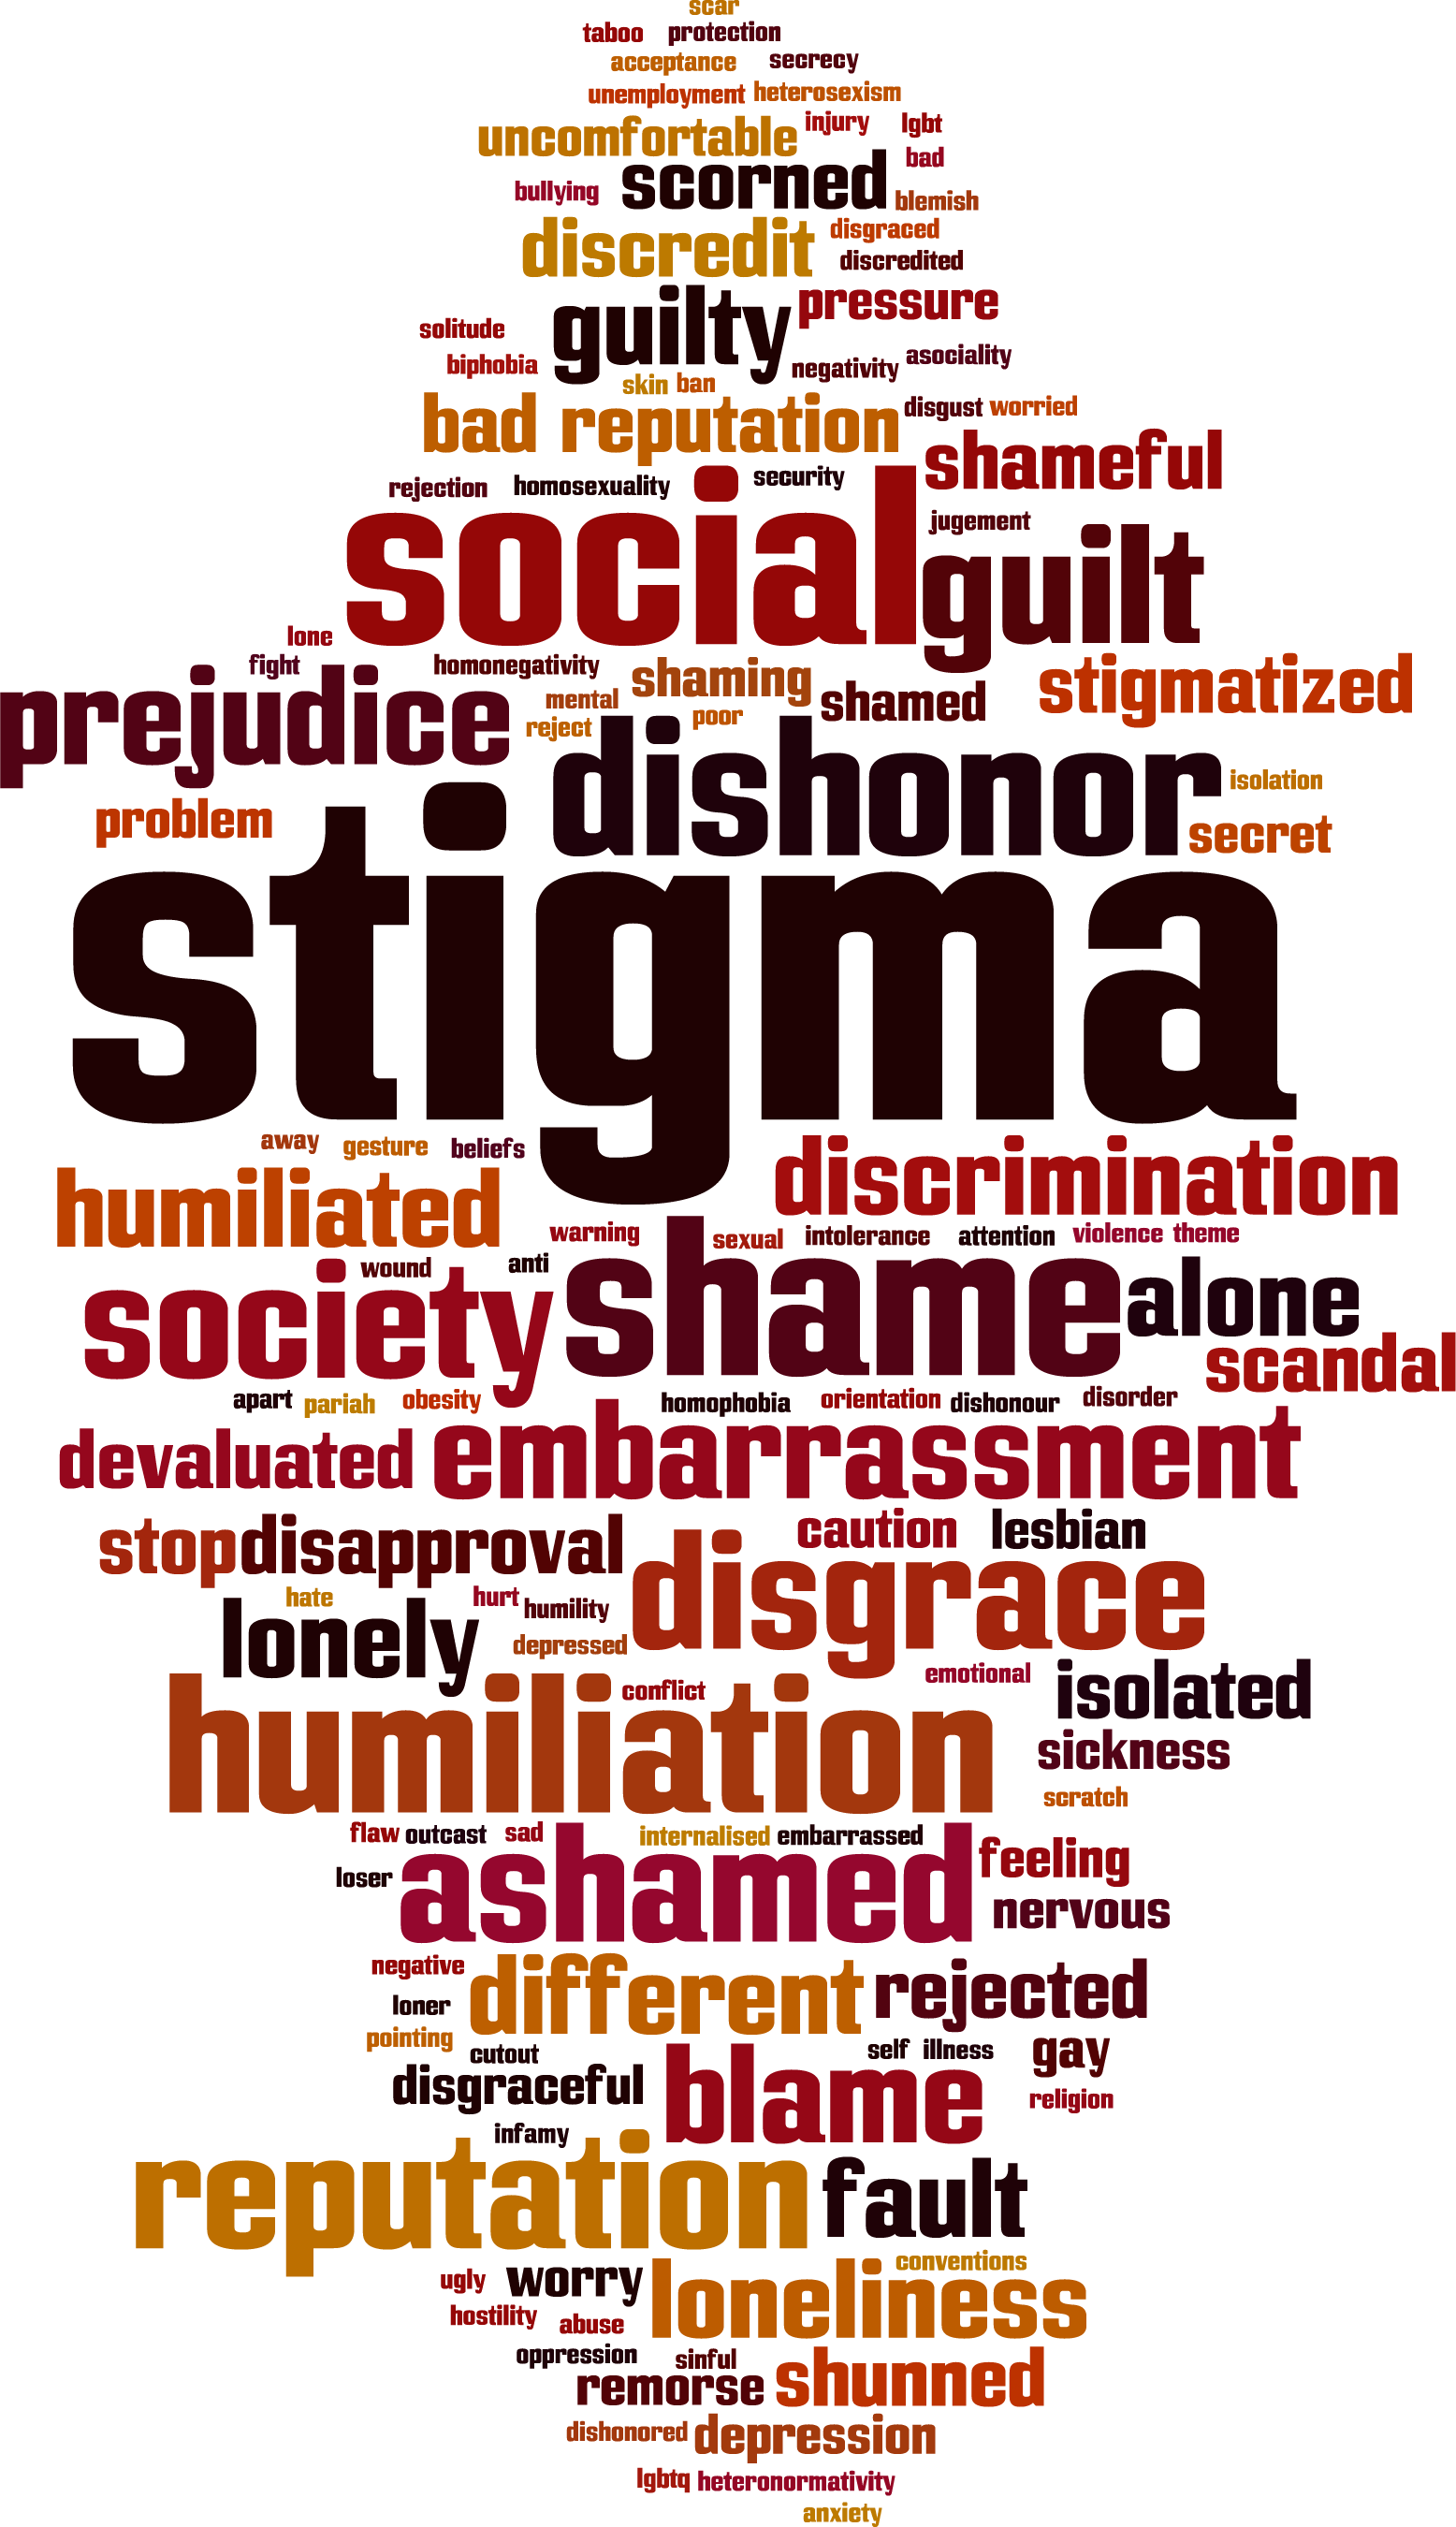 scar
taboo protection
acceptance secrecy
unemployment heterosexism
uncomfortable injury lgbt
scorned bad
bullying blemish
discredit disgraced
discredited
guilty pressure
solitude
biphobia negativity asociality
skin ban
bad reputation disgust worried
shameful
rejection homosexuality security
social jugement
guilt
lone
fight homonegativity shaming stigmatized
prejudice mental shamed
reject poor
dishonor isolation
problem secret
stigma
away gesture beliefs discrimination
humiliated
warning sexual intolerance attention violence theme
wound anti
society shame alone
scandal
apart pariah obesity homophobia orientation dishonour disorder
devaluated embarrassment
stop disapproval caution lesbian
disgrace
hate hurt humility
lonely depressed
emotional isolated
humiliation conflict
sickness
scratch
flaw outcast sad internalised embarrassed
loser ashamed feeling
nervous
negative different rejected
loner
pointing cutout self illness gay
disgraceful blame religion
infamy
reputation fault
conventions
ugly worry loneliness
hostility abuse
oppression sinful
remorse shunned
dishonored depression
lgbtq heteronormativity
anxiety